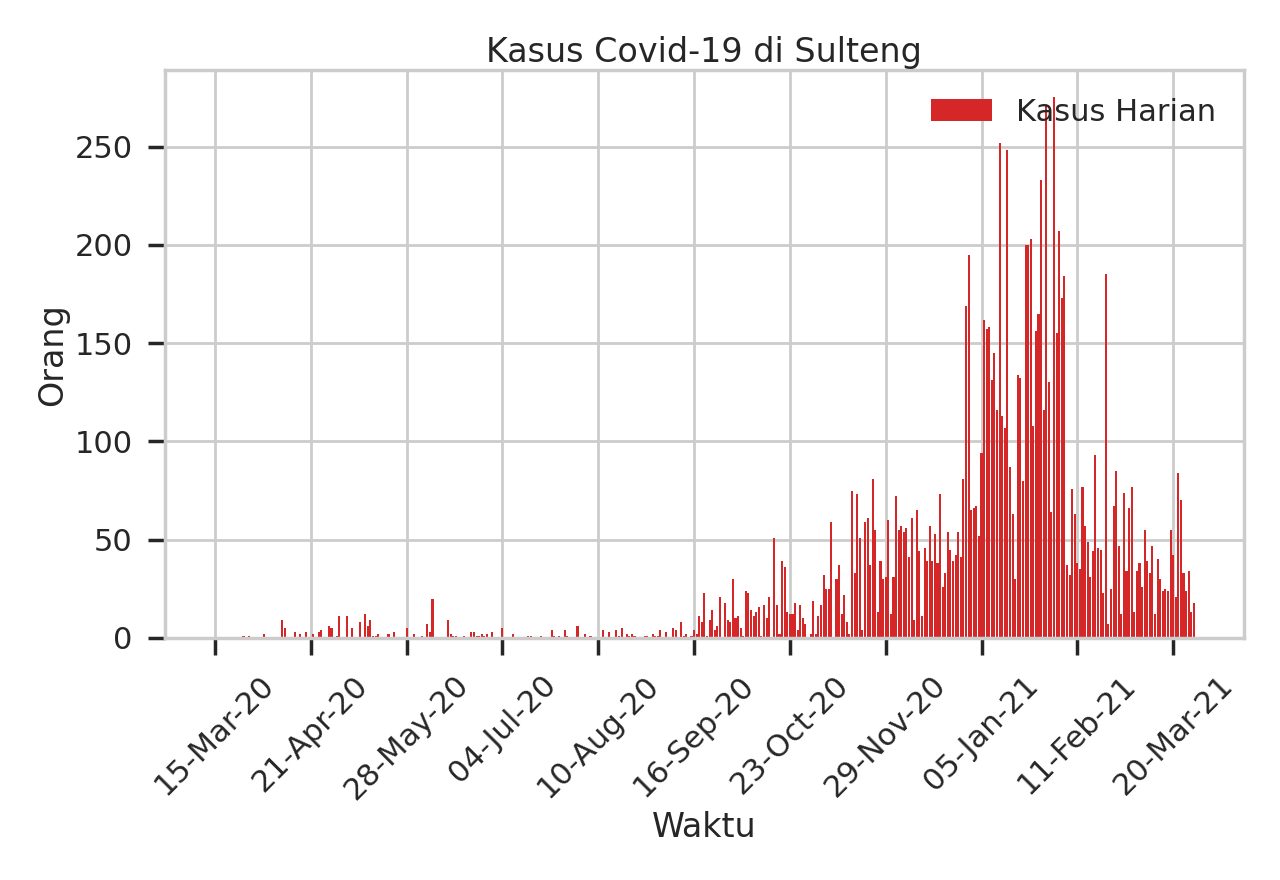 Kasus Covid-19 di Sulteng
Kasus Harian
Orang
250
200
150
100
50
0
15-Mar-20
21-Apr-20
28-May-20
04-Jul-20
10-Aug-20
16-Sep-20
23-Oct-20
29-Nov-20
05-Jan-21
11-Feb-21
20-Mar-21
Waktu